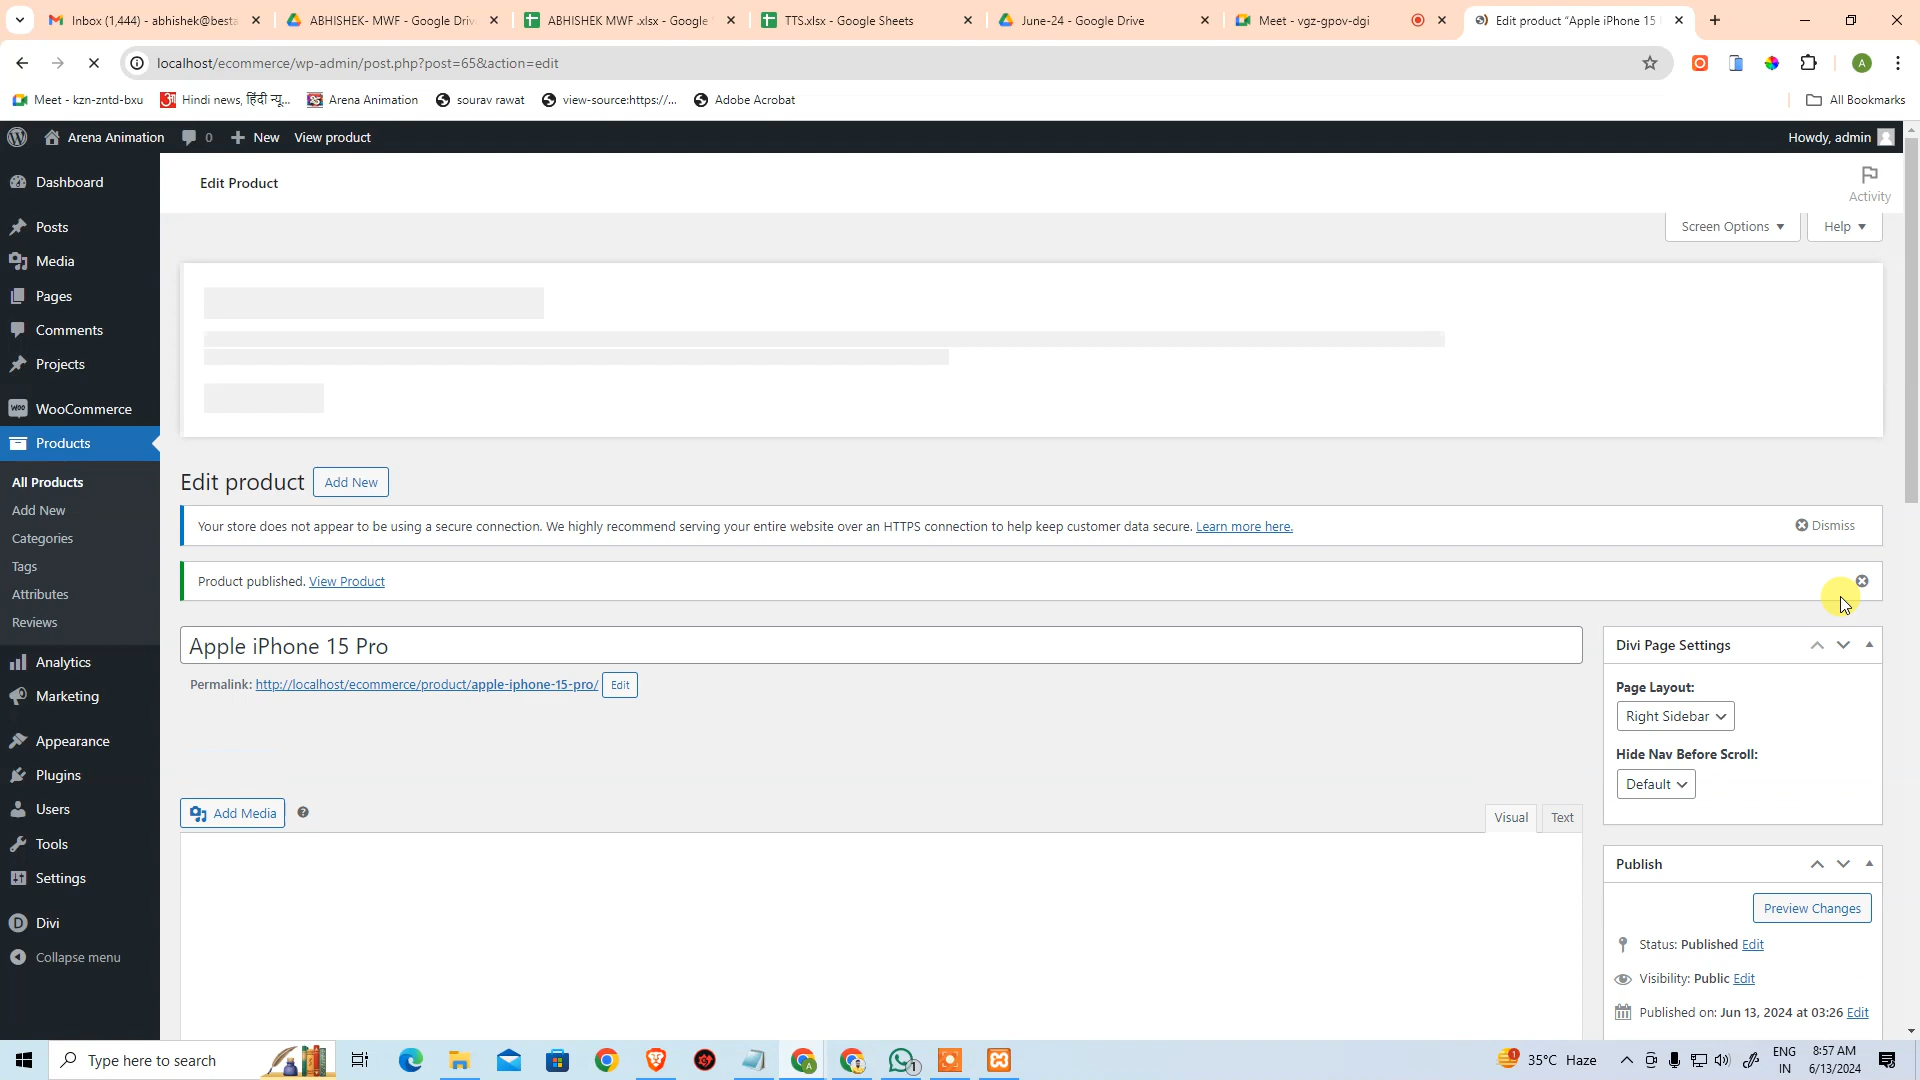 Inbox (1,444) - abhishek@besta
ABHISHEK- MWF - Google Driv
ABHISHEK MWF .xlsx - Google
TTS.xlsx - Google Sheets
June-24 - Google Drive
Meet - vgz-gpov-dgi
Edit product "Apple iPhone 15
localhost/ecommerce/wp-admin/post.php?post=65&action=edit
A
Meet - kzn-zntd-bxu
Hindi news, हिंदी न्यू...
Arena Animation
sourav rawat
view-source:https://...
Adobe Acrobat
All Bookmarks
Arena Animation
0
New
View product
Howdy, admin
Dashboard
Posts
Media
Pages
Comments
Projects
WooCommerce
Products
All Products
Add New
Categories
Tags
Attributes
Reviews
Analytics
Marketing
Appearance
Plugins
Users
Tools
Settings
Divi
Collapse menu
Edit Product
Activity
Screen Options
Help
Edit product
Add New
Your store does not appear to be using a secure connection. We highly recommend serving your entire website over an HTTPS connection to help keep customer data secure. Learn more here.
Dismiss
Product published. View Product
Apple iPhone 15 Pro
Permalink: http://localhost/ecommerce/product/apple-iphone-15-pro/
Edit
Add Media
Visual
Text
Divi Page Settings
Page Layout:
Right Sidebar
Hide Nav Before Scroll:
Default
Publish
Preview Changes
Status: Published Edit
Visibility: Public Edit
Published on: Jun 13, 2024 at 03:26 Edit
Type here to search
35°C Haze
ENG
IN
8:57 AM
6/13/2024